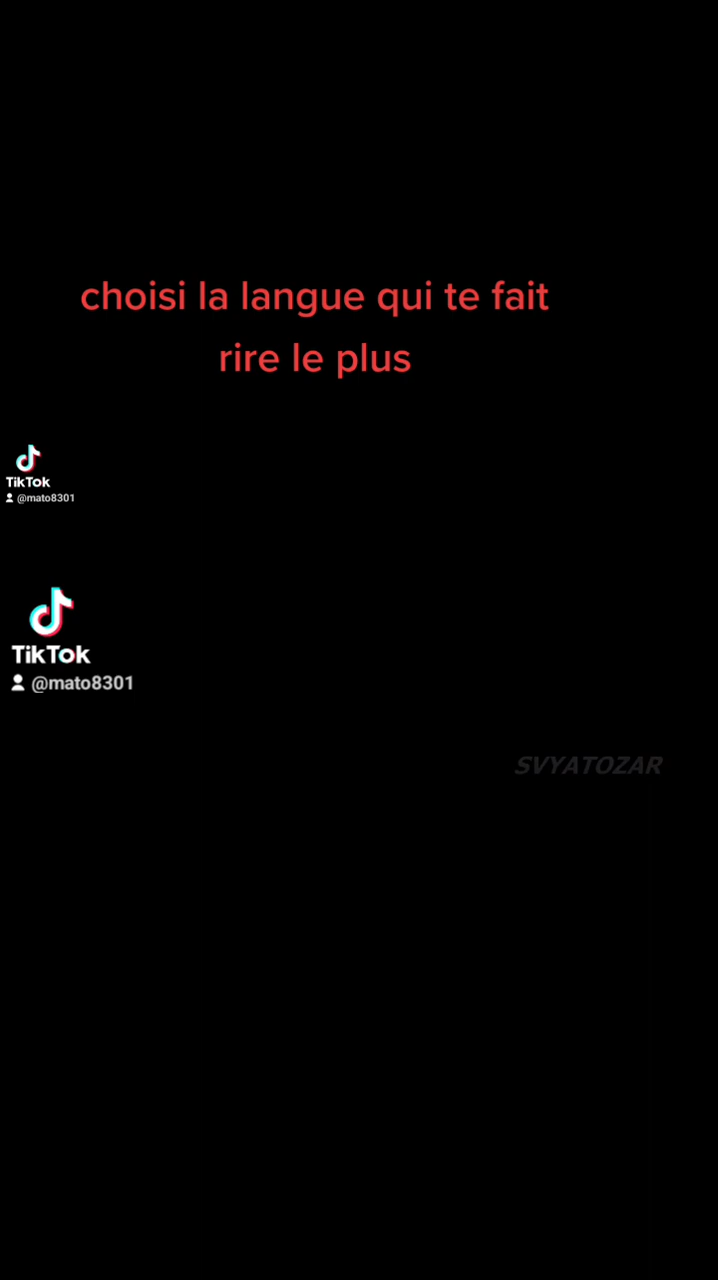 choisi la langue qui te fait
rire le plus
TikTok
@mato8301
TikTok
@mato8301
SVYATOZAR